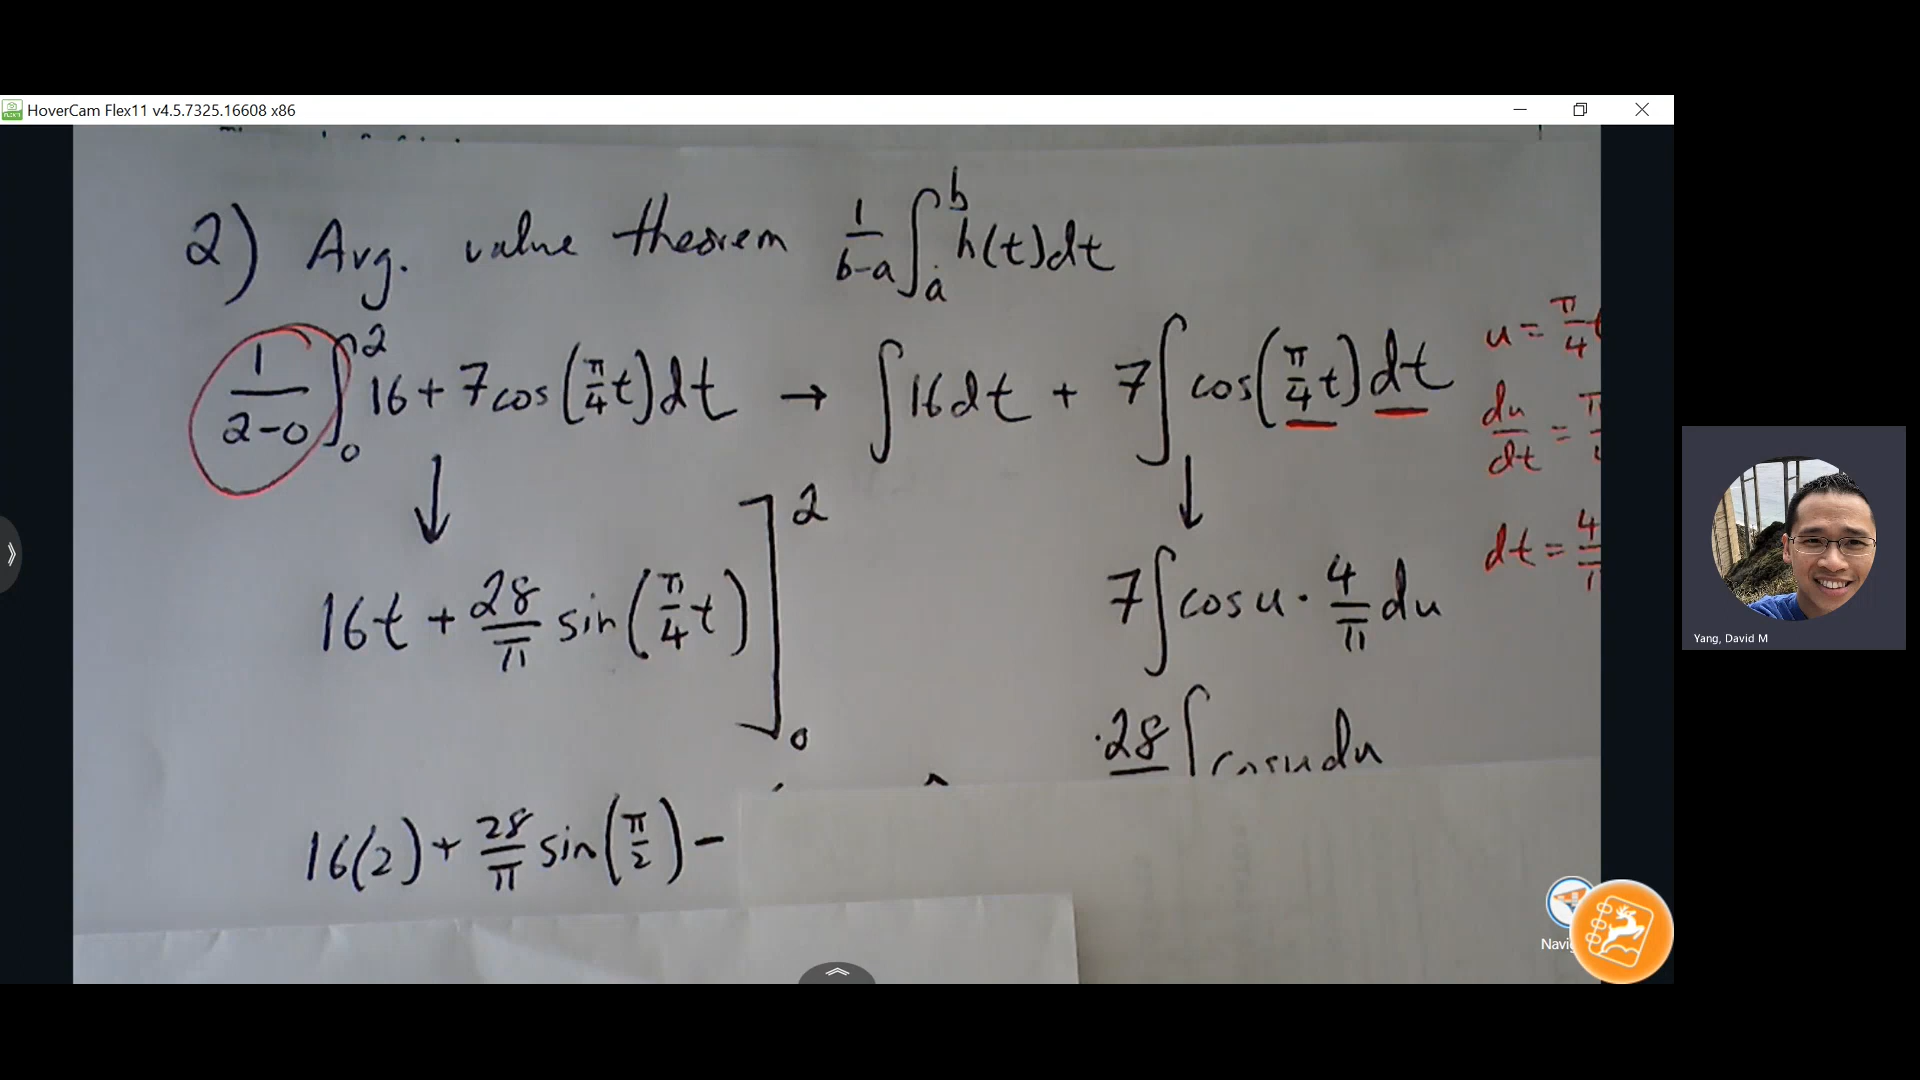 HoverCam Flex11 v4.5.7325.16608 x86
2) Avg. value theorem 1/(b-a) ∫_a^b h(t)dt
1/(2-0) ∫_0^2 16 + 7cos(π/4 t)dt → ∫16dt + 7∫cos(π/4 t)dt
u = π/4 t
du/dt = π
dt = 4/π
↓
↓
16t + 28/π sin(π/4 t) ]_0^2
7∫cos u · 4/π du
28 ∫cos u du
16(2) + 28/π sin(π/2) -
Yang, David M